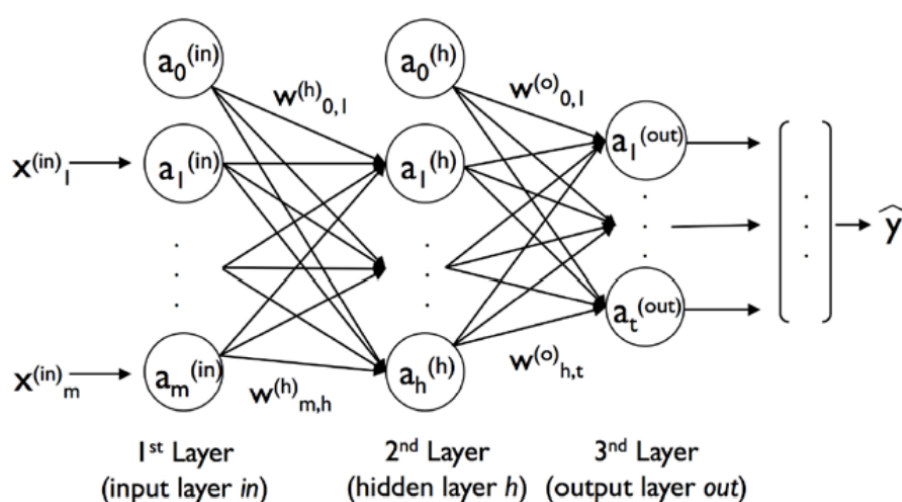 a₀⁽ⁱⁿ⁾ a₀⁽ʰ⁾
w⁽ʰ⁾₀,₁ w⁽ᵒ⁾₀,₁
x⁽ⁱⁿ⁾₁ a₁⁽ⁱⁿ⁾ a₁⁽ʰ⁾ a₁⁽ᵒᵘᵗ⁾
ŷ
x⁽ⁱⁿ⁾ₘ aₘ⁽ⁱⁿ⁾ w⁽ʰ⁾ₘ,ₕ aₕ⁽ʰ⁾ w⁽ᵒ⁾ₕ,ₜ aₜ⁽ᵒᵘᵗ⁾
1ˢᵗ Layer 2ⁿᵈ Layer 3ⁿᵈ Layer
(input layer in) (hidden layer h) (output layer out)